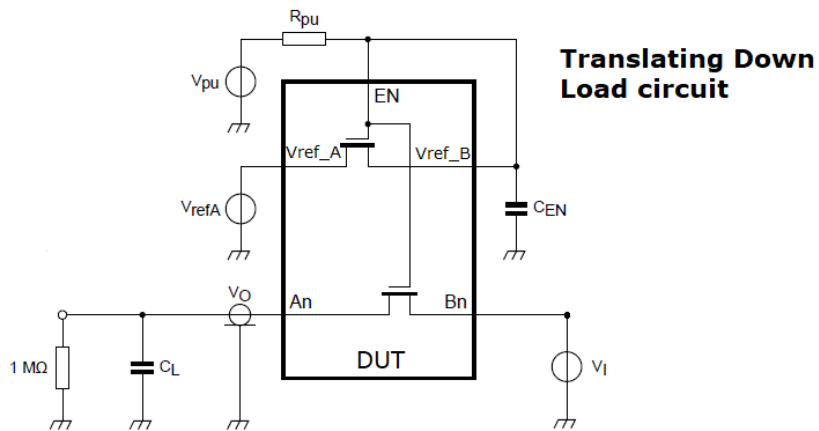 Rpu
Translating Down
Load circuit
Vpu
EN
Vref_A
Vref_B
VrefA
CEN
VO
An
Bn
1 MΩ
CL
DUT
VI